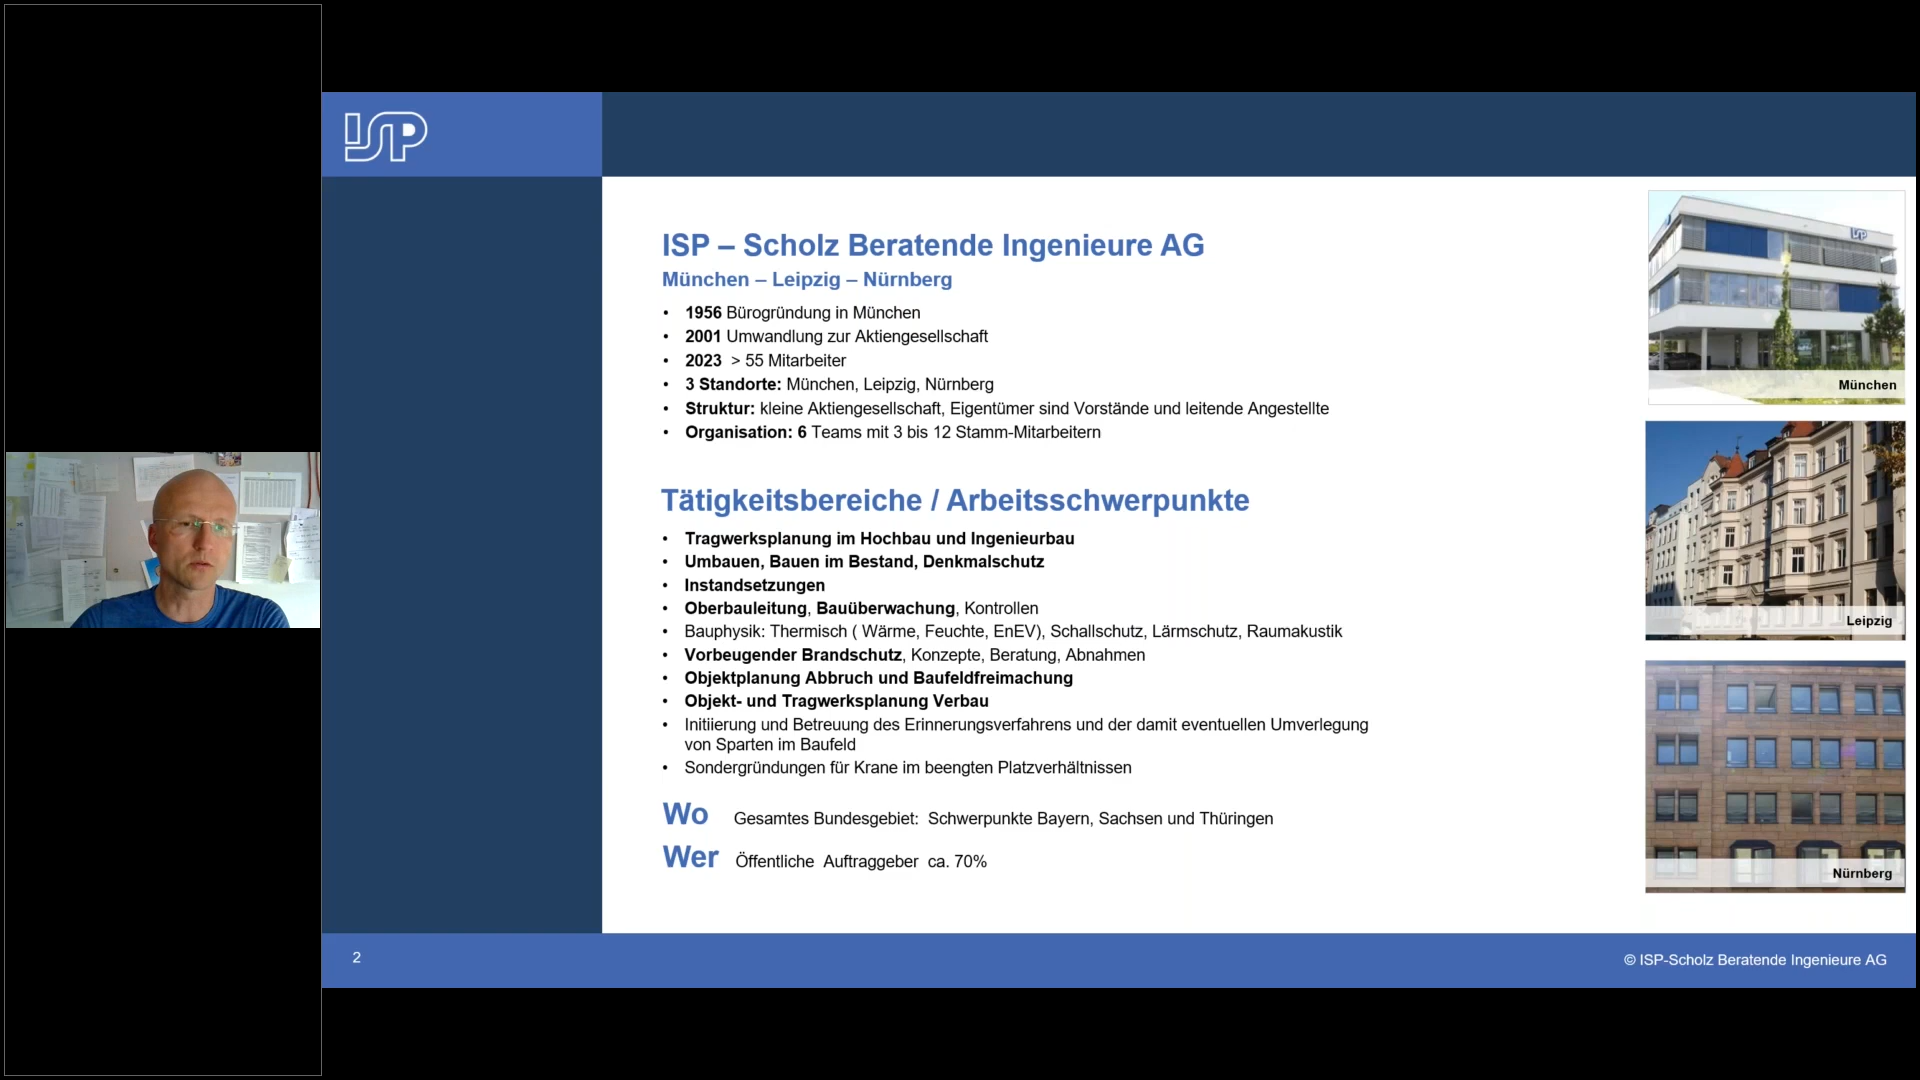 ISP
ISP – Scholz Beratende Ingenieure AG
München – Leipzig – Nürnberg
• 1956 Bürogründung in München
• 2001 Umwandlung zur Aktiengesellschaft
• 2023 > 55 Mitarbeiter
• 3 Standorte: München, Leipzig, Nürnberg
• Struktur: kleine Aktiengesellschaft, Eigentümer sind Vorstände und leitende Angestellte
• Organisation: 6 Teams mit 3 bis 12 Stamm-Mitarbeitern
Tätigkeitsbereiche / Arbeitsschwerpunkte
• Tragwerksplanung im Hochbau und Ingenieurbau
• Umbauen, Bauen im Bestand, Denkmalschutz
• Instandsetzungen
• Oberbauleitung, Bauüberwachung, Kontrollen
• Bauphysik: Thermisch ( Wärme, Feuchte, EnEV), Schallschutz, Lärmschutz, Raumakustik
• Vorbeugender Brandschutz, Konzepte, Beratung, Abnahmen
• Objektplanung Abbruch und Baufeldfreimachung
• Objekt- und Tragwerksplanung Verbau
• Initiierung und Betreuung des Erinnerungsverfahrens und der damit eventuellen Umverlegung
von Sparten im Baufeld
• Sondergründungen für Krane im beengten Platzverhältnissen
Wo Gesamtes Bundesgebiet: Schwerpunkte Bayern, Sachsen und Thüringen
Wer Öffentliche Auftraggeber ca. 70%
ISP
München
Leipzig
Nürnberg
2
© ISP-Scholz Beratende Ingenieure AG